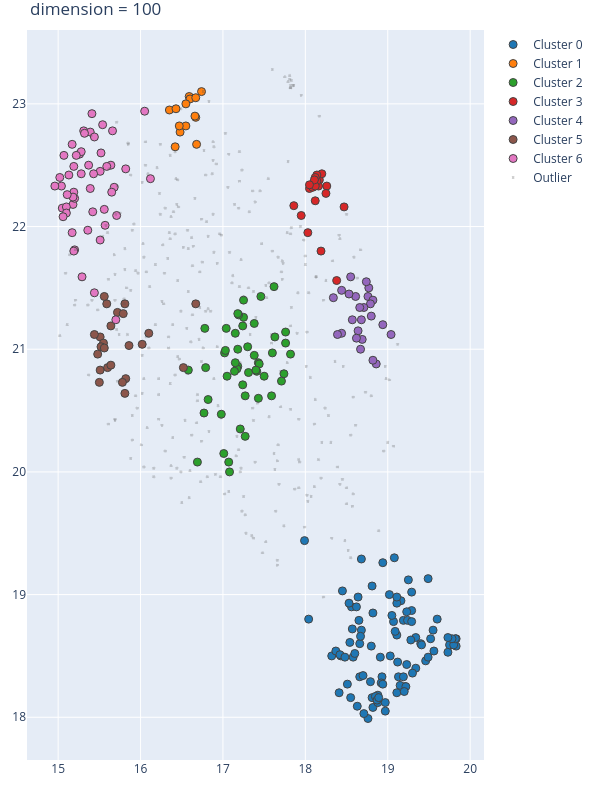 dimension = 100
Cluster 0
Cluster 1
Cluster 2
Cluster 3
Cluster 4
Cluster 5
Cluster 6
Outlier
23
22
21
20
19
18
15 16 17 18 19 20